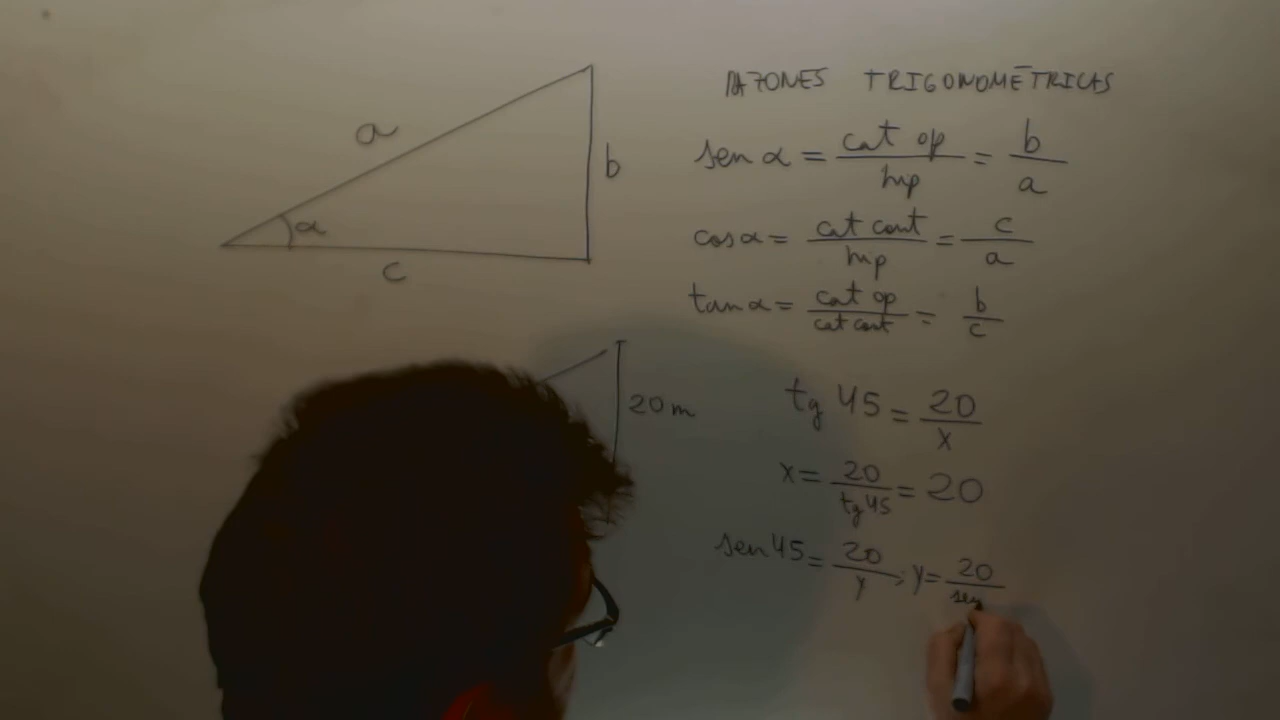 RAZONES TRIGONOMÉTRICAS
a
b
α
c
sen α = cat op / hip = b / a
cos α = cat cont / hip = c / a
tan α = cat op / cat cont = b / c
20 m
tg 45 = 20 / x
x = 20 / tg 45 = 20
sen 45 = 20 / y ; y = 20 / sen